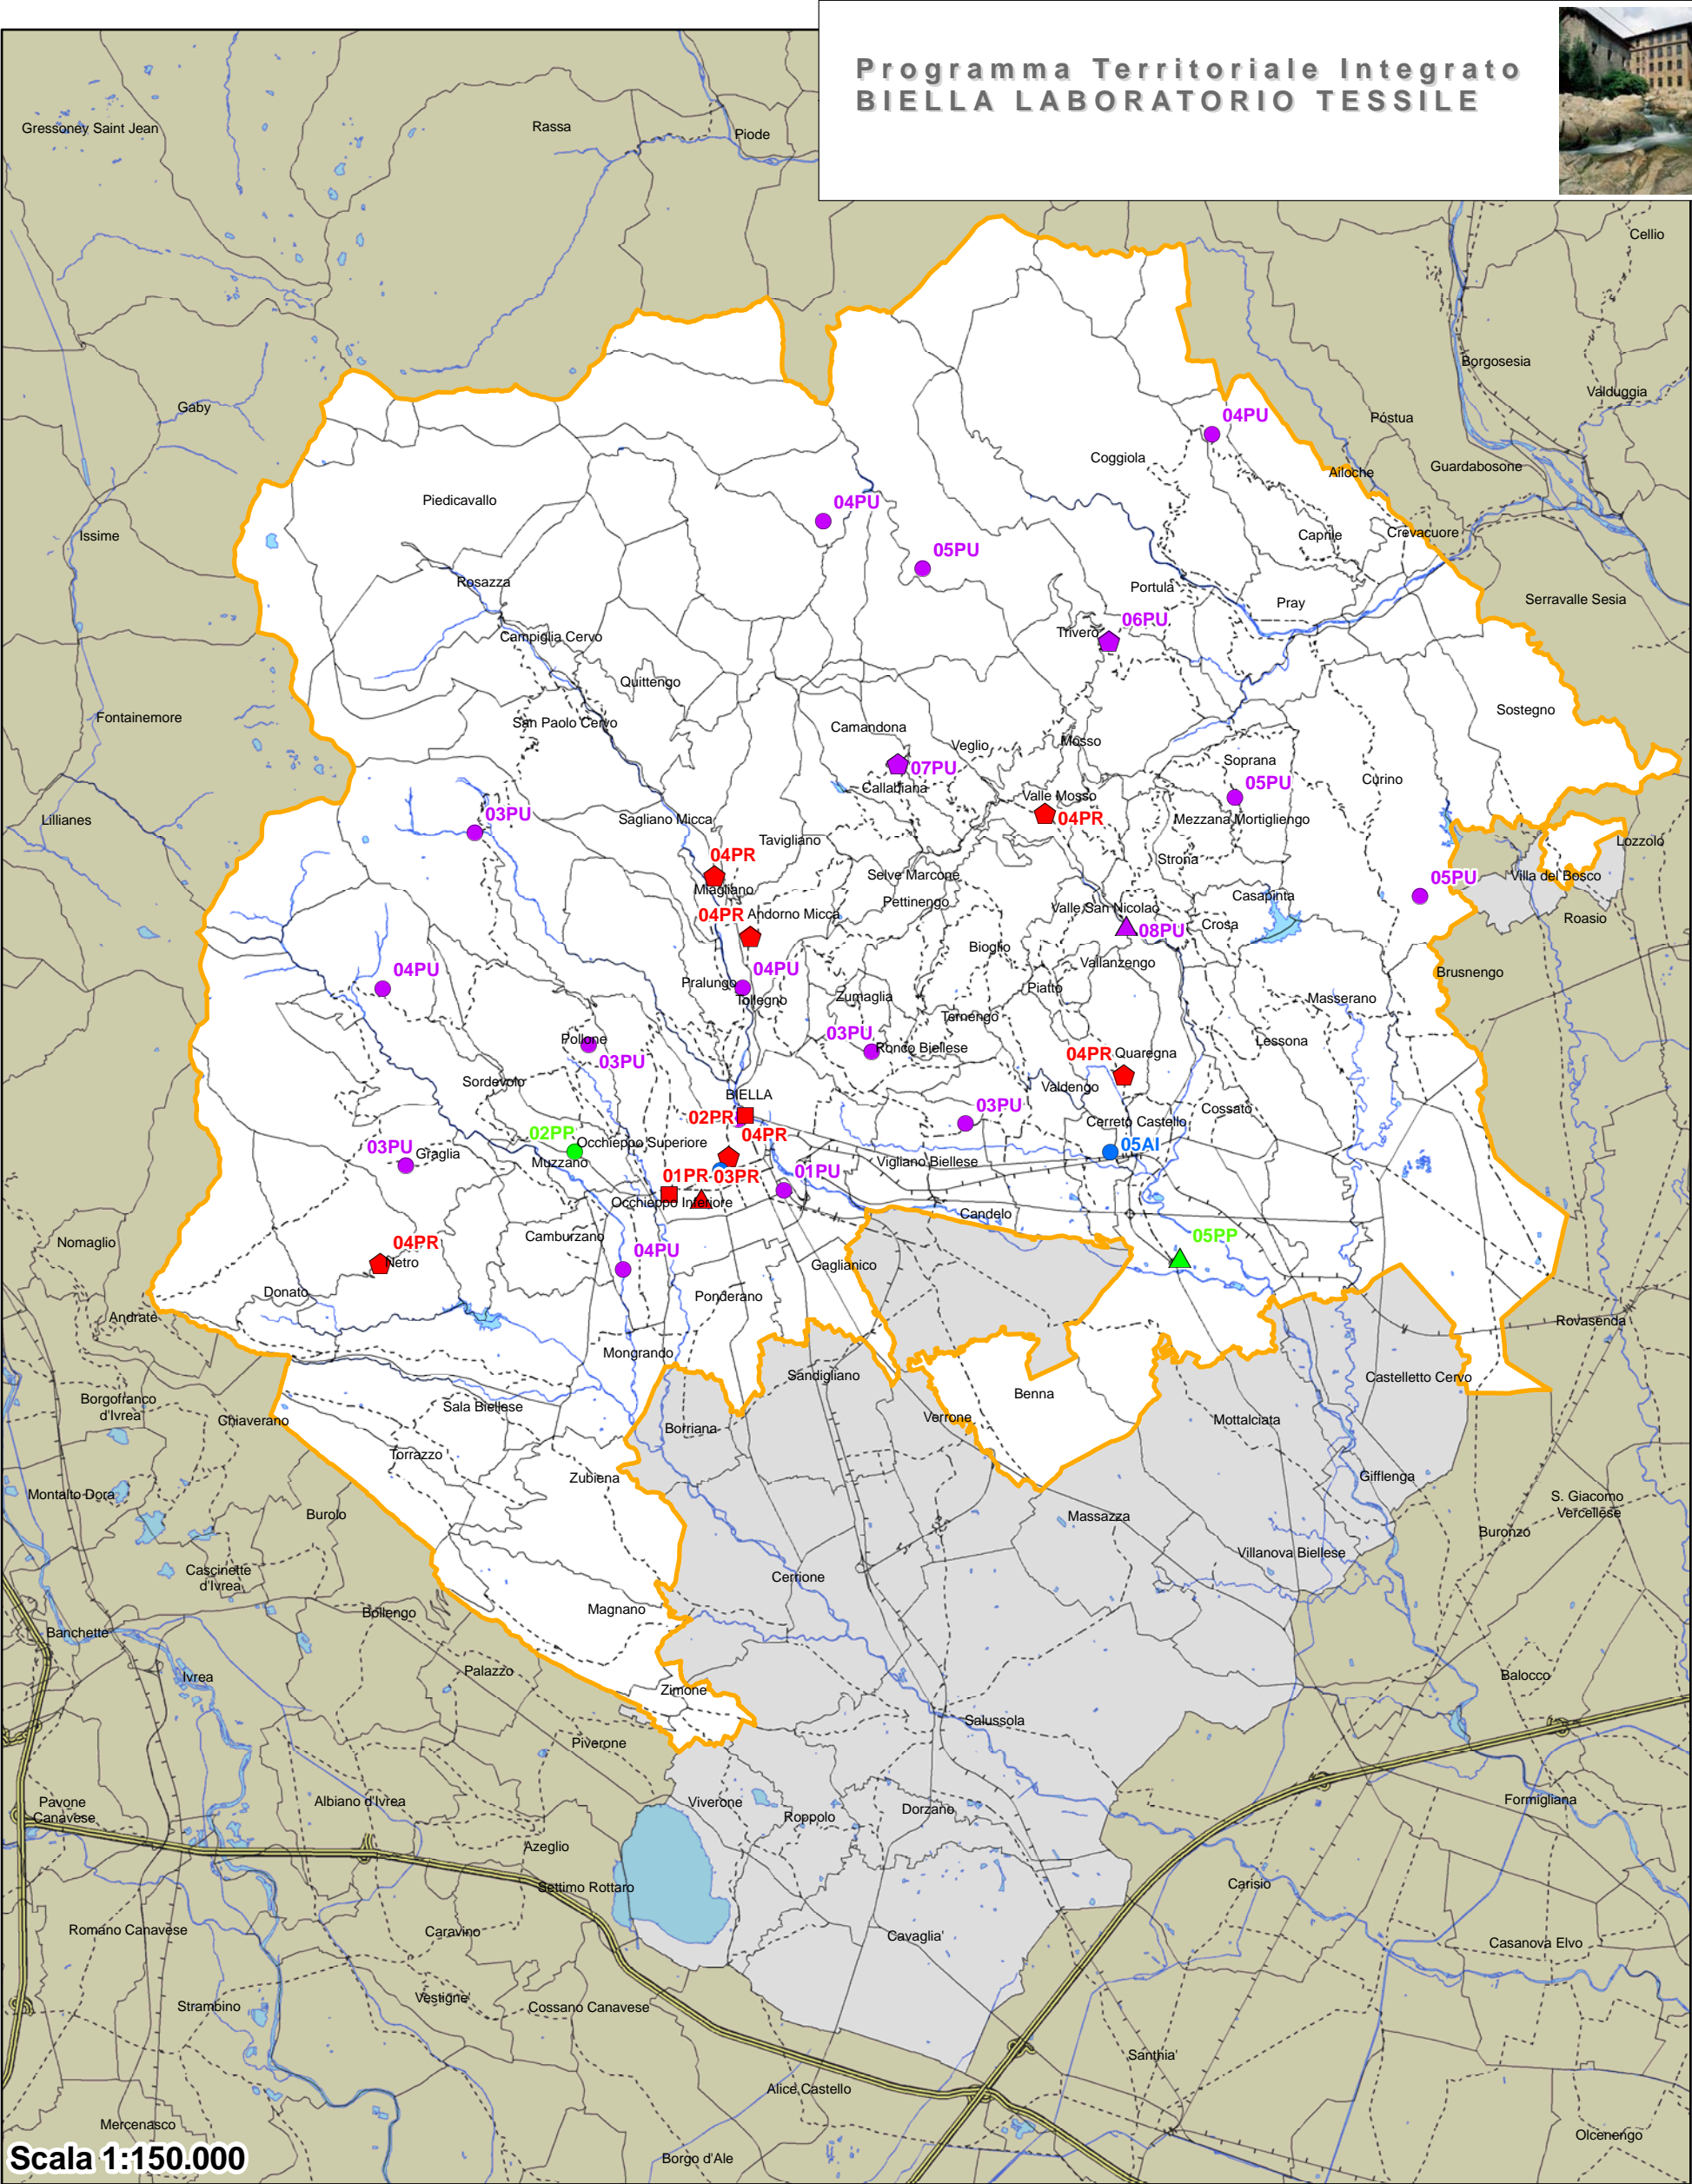 Programma Territoriale Integrato
BIELLA LABORATORIO TESSILE
Gressoney Saint Jean
Rassa
Piode
Cellio
Borgosesia
Valduggia
Gaby
Póstua
04PU
Coggiola
Guardabosone
Ailoche
Piedicavallo
04PU
Issime
Caprile
Crevacuore
05PU
Rosazza
Portula
Pray
Serravalle Sesia
06PU
Trivero
Campiglia Cervo
Quittengo
Fontainemore
San Paolo Cervo
Sostegno
Camandona
Veglio
Mosso
07PU
Soprana
Curino
05PU
Callabiana
Valle Mosso
03PU
Lillianes
Sagliano Micca
04PR
Mezzana Mortigliengo
Tavigliano
Lozzolo
04PR
Strona
Selve Marcone
Villa del Bosco
05PU
Miagliano
Casapinta
Pettinengo
Valle San Nicolao
04PR
Andorno Micca
Roasio
Crosa
08PU
Bioglio
Vallanzengo
04PU
04PU
Brusnengo
Pralungo
Piatto
Tollegno
Zumaglia
Masserano
Ternengo
03PU
Pollone
Ronco Biellese
Lessona
03PU
04PR
Quaregna
Sordevolo
Valdengo
BIELLA
03PU
Cossato
02PR
Cerreto Castello
04PR
02PP
Occhieppo Superiore
05AI
03PU
Graglia
Muzzano
Vigliano Biellese
01PU
01PR
03PR
Occhieppo Inferiore
Candelo
Camburzano
05PP
Nomaglio
04PR
04PU
Netro
Gaglianico
Donato
Ponderano
Andrate
Rovasenda
Mongrando
Sandigliano
Castelletto Cervo
Benna
Borgofranco
d'Ivrea
Sala Biellese
Chiaverano
Verrone
Mottalciata
Borriana
Torrazzo
Zubiena
Gifflenga
Montalto Dora
S. Giacomo
Vercellese
Burolo
Massazza
Buronzo
Villanova Biellese
Cascinette
d'Ivrea
Cerrione
Bollengo
Magnano
Banchette
Palazzo
Ivrea
Balocco
Zimone
Salussola
Piverone
Pavone
Canavese
Albiano d'Ivrea
Viverone
Roppolo
Dorzano
Formigliana
Azeglio
Settimo Rottaro
Carisio
Romano Canavese
Caravino
Cavaglia'
Casanova Elvo
Vestigne'
Strambino
Cossano Canavese
Santhia'
Alice Castello
Mercenasco
Olcenengo
Borgo d'Ale
Scala 1:150.000